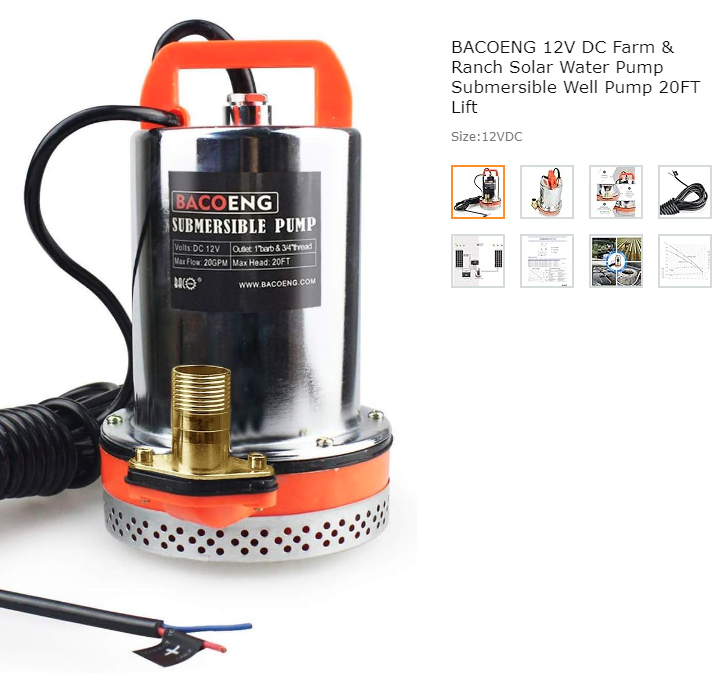 BACOENG 12V DC Farm &
Ranch Solar Water Pump
Submersible Well Pump 20FT
Lift
Size:12VDC
BACOENG
SUBMERSIBLE PUMP
Volts: DC 12V Outlet: 1"barb & 3/4"thread
Max Flow: 20GPM Max Head: 20FT
BACO®
WWW.BACOENG.COM
+